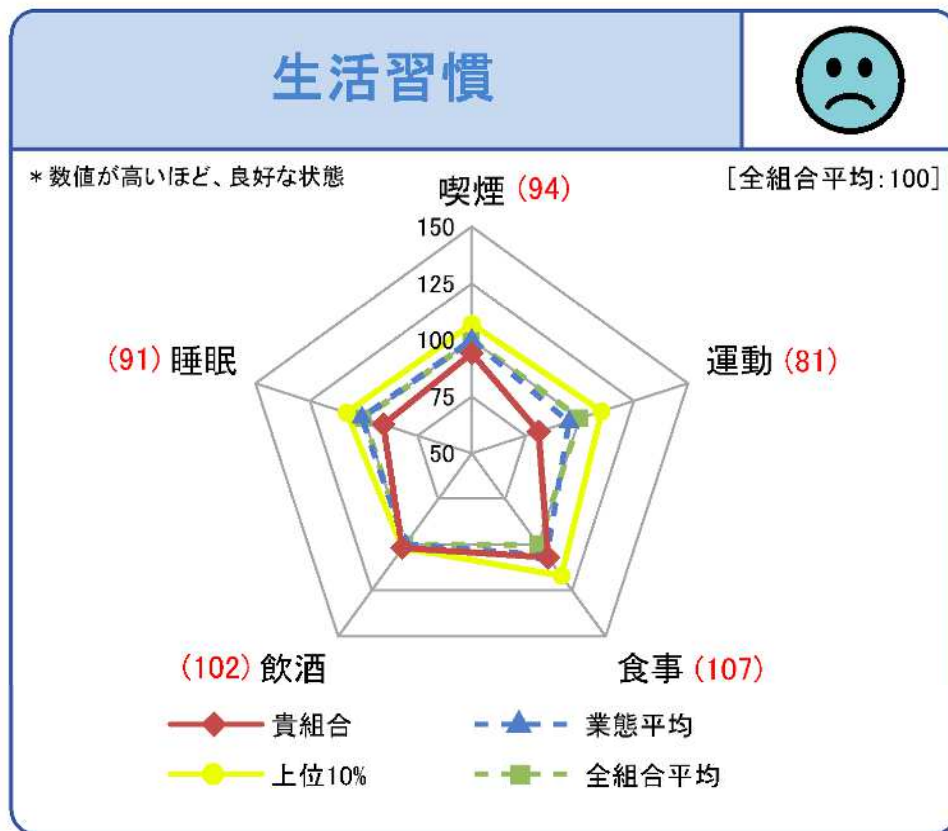 生活習慣
*数値が高いほど、良好な状態
[全組合平均:100]
喫煙 (94)
150
125
100
75
50
(91) 睡眠
運動 (81)
(102) 飲酒
食事 (107)
貴組合
業態平均
上位10%
全組合平均